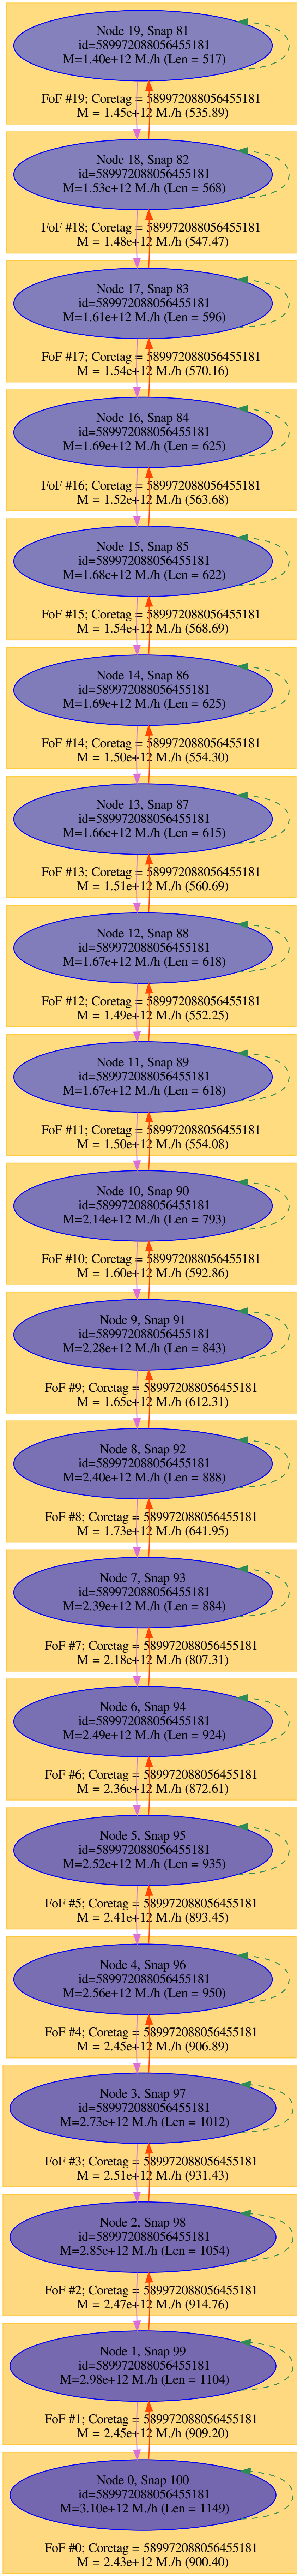 Node 19, Snap 81
id=589972088056455181
M=1.40e+12 M./h (Len = 517)
FoF #19; Coretag = 589972088056455181
M = 1.45e+12 M./h (535.89)
Node 18, Snap 82
id=589972088056455181
M=1.53e+12 M./h (Len = 568)
FoF #18; Coretag = 589972088056455181
M = 1.48e+12 M./h (547.47)
Node 17, Snap 83
id=589972088056455181
M=1.61e+12 M./h (Len = 596)
FoF #17; Coretag = 589972088056455181
M = 1.54e+12 M./h (570.16)
Node 16, Snap 84
id=589972088056455181
M=1.69e+12 M./h (Len = 625)
FoF #16; Coretag = 589972088056455181
M = 1.52e+12 M./h (563.68)
Node 15, Snap 85
id=589972088056455181
M=1.68e+12 M./h (Len = 622)
FoF #15; Coretag = 589972088056455181
M = 1.54e+12 M./h (568.69)
Node 14, Snap 86
id=589972088056455181
M=1.69e+12 M./h (Len = 625)
FoF #14; Coretag = 589972088056455181
M = 1.50e+12 M./h (554.30)
Node 13, Snap 87
id=589972088056455181
M=1.66e+12 M./h (Len = 615)
FoF #13; Coretag = 589972088056455181
M = 1.51e+12 M./h (560.69)
Node 12, Snap 88
id=589972088056455181
M=1.67e+12 M./h (Len = 618)
FoF #12; Coretag = 589972088056455181
M = 1.49e+12 M./h (552.25)
Node 11, Snap 89
id=589972088056455181
M=1.67e+12 M./h (Len = 618)
FoF #11; Coretag = 589972088056455181
M = 1.50e+12 M./h (554.08)
Node 10, Snap 90
id=589972088056455181
M=2.14e+12 M./h (Len = 793)
FoF #10; Coretag = 589972088056455181
M = 1.60e+12 M./h (592.86)
Node 9, Snap 91
id=589972088056455181
M=2.28e+12 M./h (Len = 843)
FoF #9; Coretag = 589972088056455181
M = 1.65e+12 M./h (612.31)
Node 8, Snap 92
id=589972088056455181
M=2.40e+12 M./h (Len = 888)
FoF #8; Coretag = 589972088056455181
M = 1.73e+12 M./h (641.95)
Node 7, Snap 93
id=589972088056455181
M=2.39e+12 M./h (Len = 884)
FoF #7; Coretag = 589972088056455181
M = 2.18e+12 M./h (807.31)
Node 6, Snap 94
id=589972088056455181
M=2.49e+12 M./h (Len = 924)
FoF #6; Coretag = 589972088056455181
M = 2.36e+12 M./h (872.61)
Node 5, Snap 95
id=589972088056455181
M=2.52e+12 M./h (Len = 935)
FoF #5; Coretag = 589972088056455181
M = 2.41e+12 M./h (893.45)
Node 4, Snap 96
id=589972088056455181
M=2.56e+12 M./h (Len = 950)
FoF #4; Coretag = 589972088056455181
M = 2.45e+12 M./h (906.89)
Node 3, Snap 97
id=589972088056455181
M=2.73e+12 M./h (Len = 1012)
FoF #3; Coretag = 589972088056455181
M = 2.51e+12 M./h (931.43)
Node 2, Snap 98
id=589972088056455181
M=2.85e+12 M./h (Len = 1054)
FoF #2; Coretag = 589972088056455181
M = 2.47e+12 M./h (914.76)
Node 1, Snap 99
id=589972088056455181
M=2.98e+12 M./h (Len = 1104)
FoF #1; Coretag = 589972088056455181
M = 2.45e+12 M./h (909.20)
Node 0, Snap 100
id=589972088056455181
M=3.10e+12 M./h (Len = 1149)
FoF #0; Coretag = 589972088056455181
M = 2.43e+12 M./h (900.40)